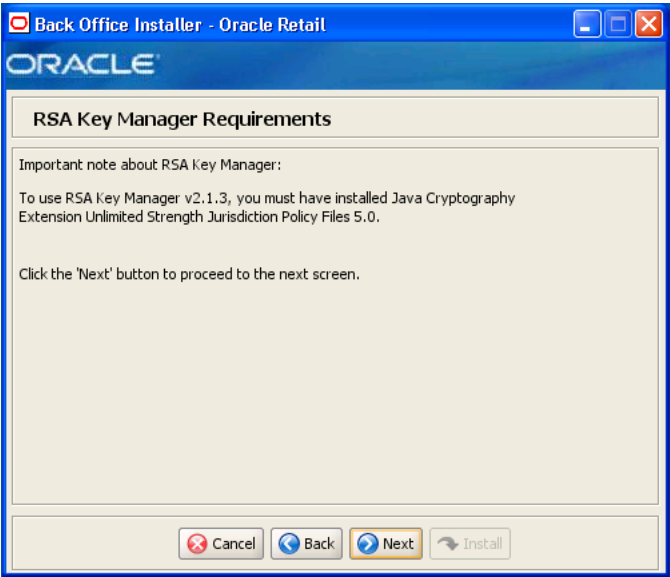 Back Office Installer - Oracle Retail
ORACLE
RSA Key Manager Requirements
Important note about RSA Key Manager:
To use RSA Key Manager v2.1.3, you must have installed Java Cryptography
Extension Unlimited Strength Jurisdiction Policy Files 5.0.
Click the 'Next' button to proceed to the next screen.
Cancel
Back
Next
Install